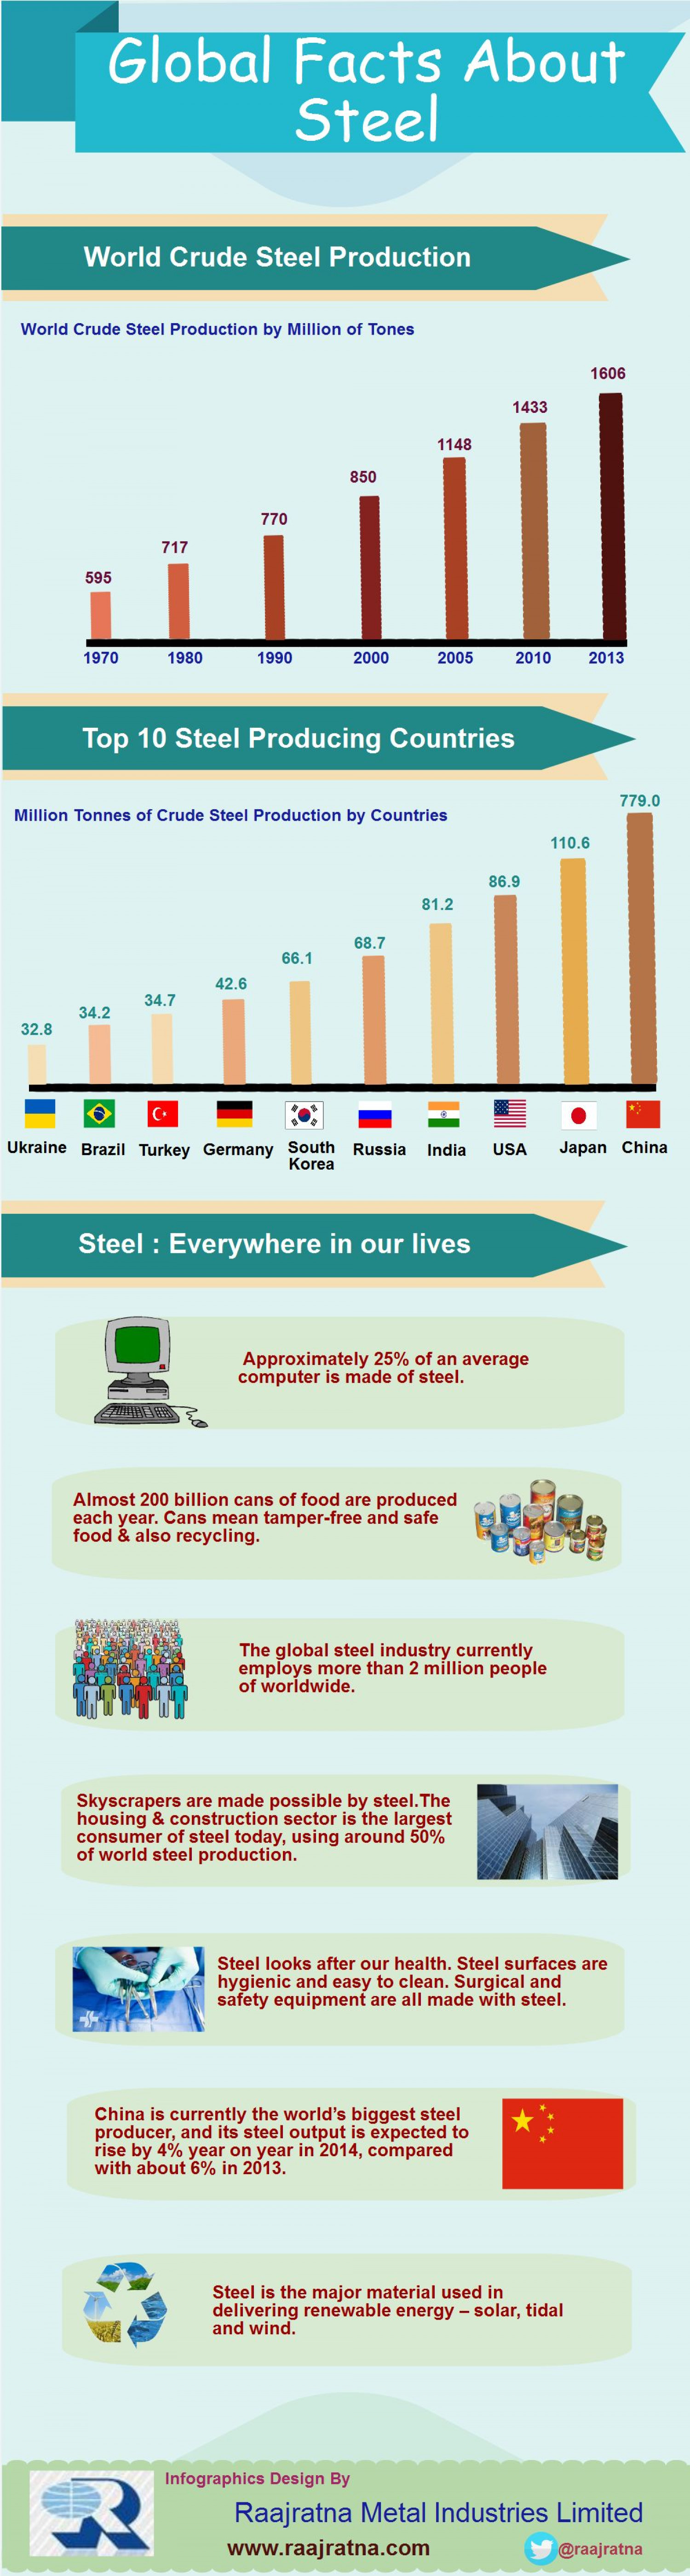 Global Facts About
Steel
World Crude Steel Production
World Crude Steel Production by Million of Tones
1606
1433
1148
850
770
717
595
1970 1980 1990 2000 2005 2010 2013
Top 10 Steel Producing Countries
779.0
Million Tonnes of Crude Steel Production by Countries
110.6
86.9
81.2
68.7
66.1
42.6
34.7
34.2
32.8
Ukraine Brazil Turkey Germany South Korea Russia India USA Japan China
Steel : Everywhere in our lives
Approximately 25% of an average
computer is made of steel.
Almost 200 billion cans of food are produced
each year. Cans mean tamper-free and safe
food & also recycling.
The global steel industry currently
employs more than 2 million people
of worldwide.
Skyscrapers are made possible by steel.The
housing & construction sector is the largest
consumer of steel today, using around 50%
of world steel production.
Steel looks after our health. Steel surfaces are
hygienic and easy to clean. Surgical and
safety equipment are all made with steel.
China is currently the world's biggest steel
producer, and its steel output is expected to
rise by 4% year on year in 2014, compared
with about 6% in 2013.
Steel is the major material used in
delivering renewable energy – solar, tidal
and wind.
Infographics Design By
Raajratna Metal Industries Limited
www.raajratna.com
@raajratna